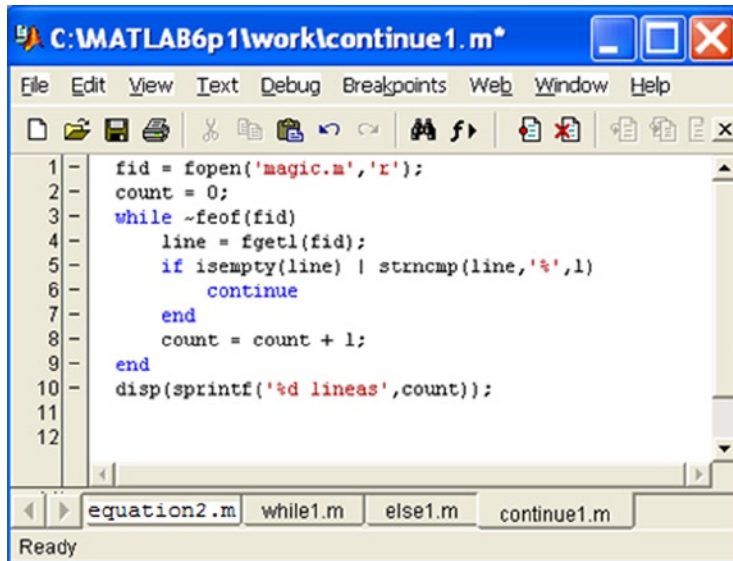 C:\MATLAB6p1\work\continue1.m*
File Edit View Text Debug Breakpoints Web Window Help
1 - fid = fopen('magic.m','r');
2 - count = 0;
3 - while ~feof(fid)
4 -     line = fgetl(fid);
5 -     if isempty(line) | strncmp(line,'%',1)
6 -         continue
7 -     end
8 -     count = count + 1;
9 - end
10 - disp(sprintf('%d lineas',count));
11
12
equation2.m while1.m else1.m continue1.m
Ready